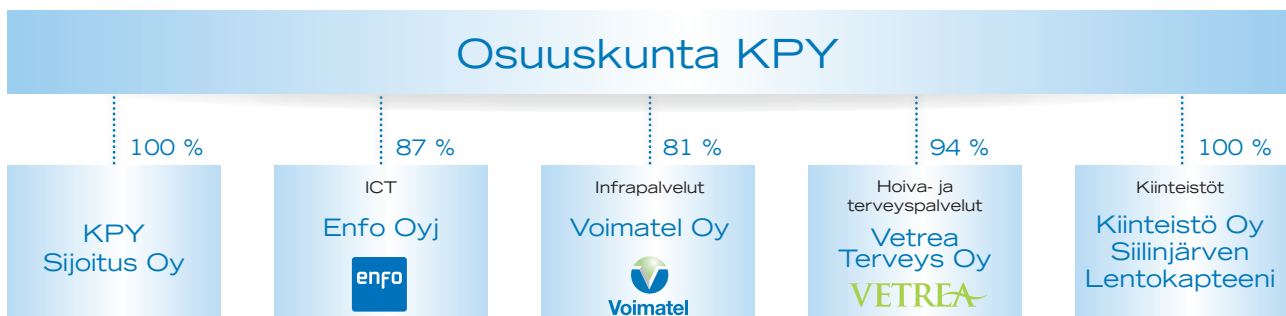 Osuuskunta KPY
100 %
87 %
81 %
94 %
100 %
KPY
Sijoitus Oy
ICT
Enfo Oyj
enfo
Infrapalvelut
Voimatel Oy
Voimatel
Hoiva- ja
terveyspalvelut
Vetrea
Terveys Oy
VETREA
Kiinteistöt
Kiinteistö Oy
Siilinjärven
Lentokapteeni